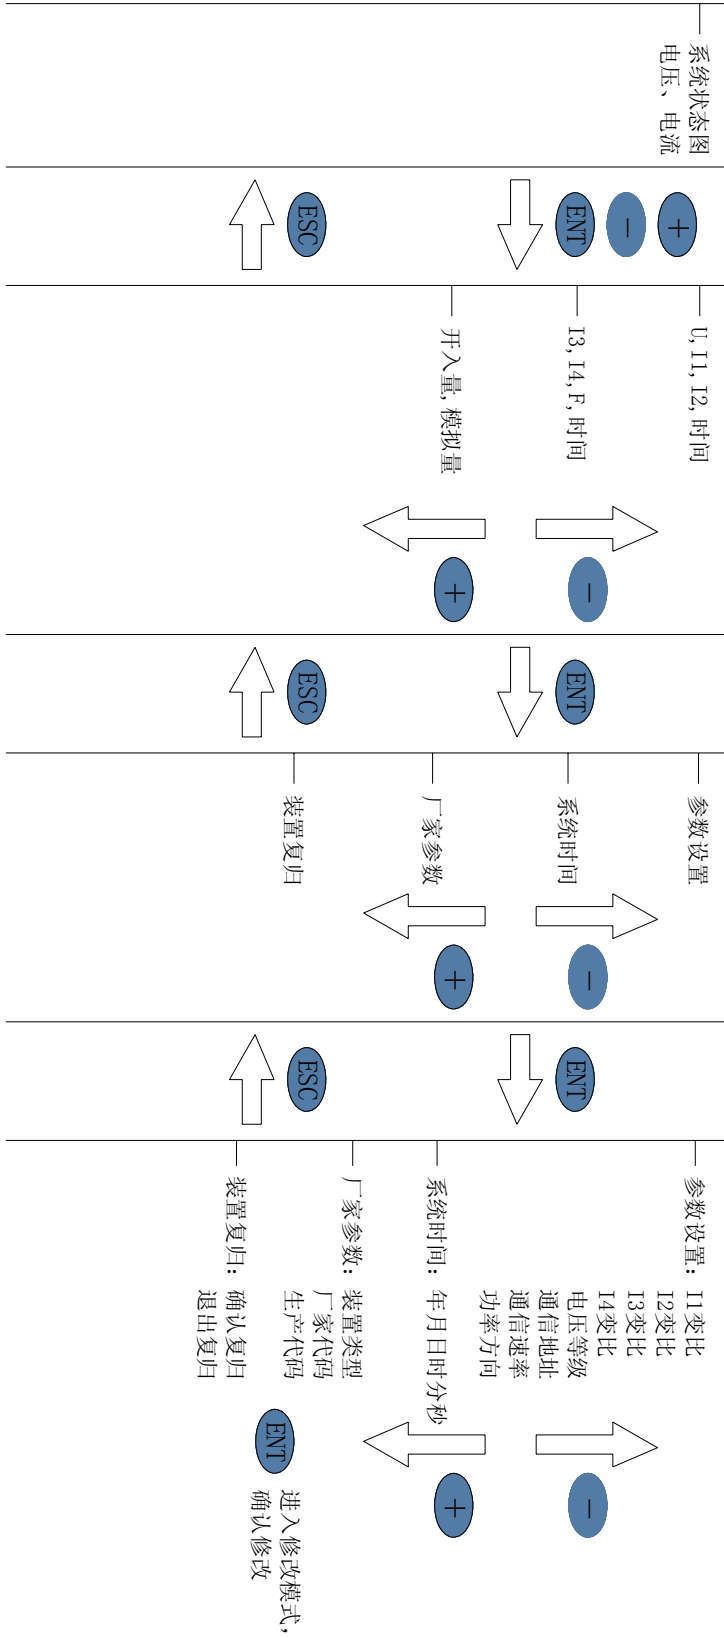 系统状态图
电压、电流
+
-
ENT
ESC
U,I1,I2,时间
I3,I4,F,时间
开入量,模拟量
-
+
ENT
ESC
参数设置
系统时间
厂家参数
装置复归
-
+
ENT
ESC
参数设置：I1变比
I2变比
I3变比
I4变比
电压等级
通信地址
通信速率
功率方向
系统时间：年月日时分秒
厂家参数：装置类型
厂家代码
生产代码
装置复归：确认复归
退出复归
-
+
ENT
进入修改模式，
确认修改